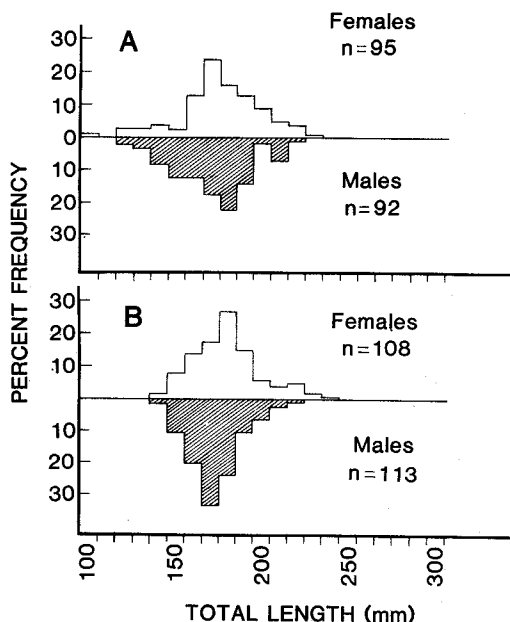 A
Females
n=95
30
20
10
0
10
20
30
Males
n=92
PERCENT FREQUENCY
B
Females
n=108
30
20
10
10
20
30
Males
n=113
100 150 200 250 300
TOTAL LENGTH (mm)